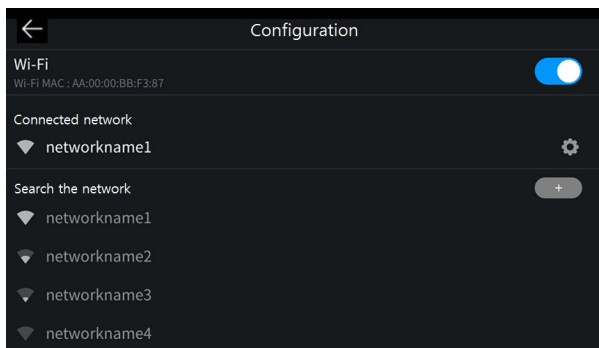 Configuration
Wi-Fi
Wi-Fi MAC : AA:00:00:BB:F3:87
Connected network
networkname1
Search the network
+
networkname1
networkname2
networkname3
networkname4